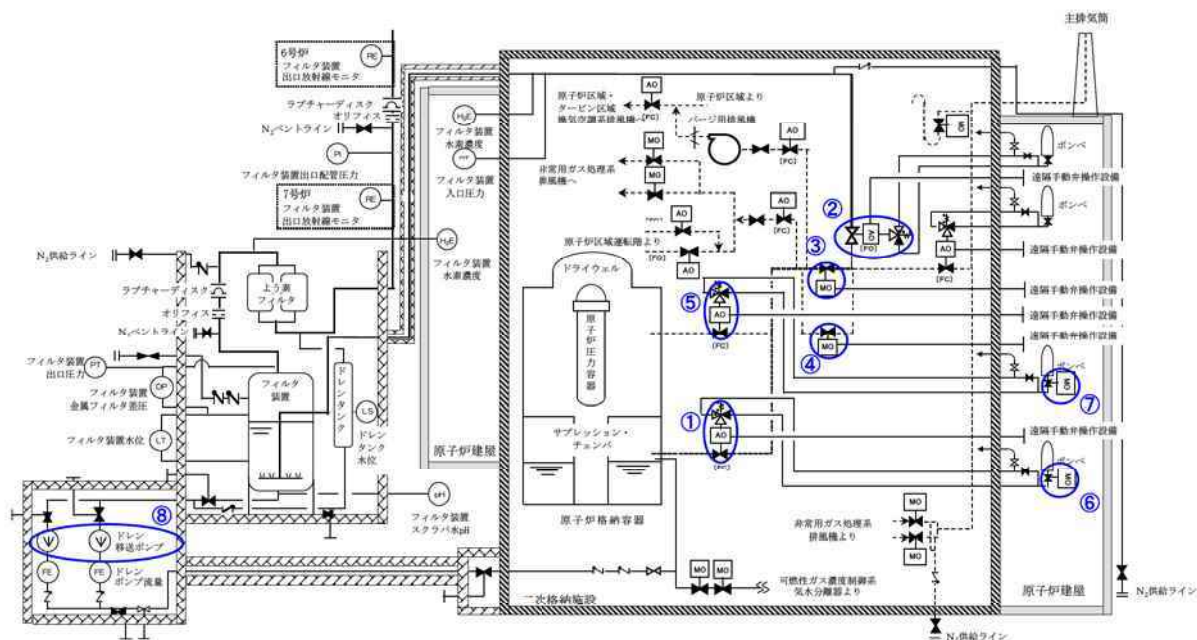 主排気筒
6号炉
フィルタ装置
出口放射線モニタ
RE
ラプチャーディスク
オリフィス
N₂ベントライン
PI
フィルタ装置出口配管圧力
7号炉
フィルタ装置
出口放射線モニタ
RE
H₂E
フィルタ装置
水素濃度
PT
フィルタ装置
入口圧力
H₂E
フィルタ装置
水素濃度
原子炉区域・
タービン区域
換気空調系排風機へ
AO
(FC)
原子炉区域より
パージ用排風機
AO
(FC)
MO
非常用ガス処理系
排風機へ
MO
AO
AO
(FC)
原子炉区域運転階より
AO
MO
ボンベ
遠隔手動弁操作設備
ボンベ
②
AO
(FO)
AO
(FC)
遠隔手動弁操作設備
③
MO
遠隔手動弁操作設備
⑤
AO
(FC)
遠隔手動弁操作設備
④
MO
遠隔手動弁操作設備
ボンベ
MO
⑦
①
AO
遠隔手動弁操作設備
ボンベ
MO
⑥
ドライウェル
原子炉圧力容器
サプレッション・
チェンバ
原子炉格納容器
N₂供給ライン
ラプチャーディスク
オリフィス
N₂ベントライン
よう素
フィルタ
PT
フィルタ装置
出口圧力
DP
フィルタ装置
金属フィルタ差圧
フィルタ
装置
ドレンタンク
LS
ドレン
タンク
水位
フィルタ装置水位
LT
原子炉建屋
pH
フィルタ装置
スクラバ水pH
⑧
ドレン
移送ポンプ
FE
FE
ドレン
ポンプ流量
MO
非常用ガス処理系
排風機より
MO
MO
MO
可燃性ガス濃度制御系
気水分離器より
二次格納施設
原子炉建屋
N₂供給ライン
N₂供給ライン